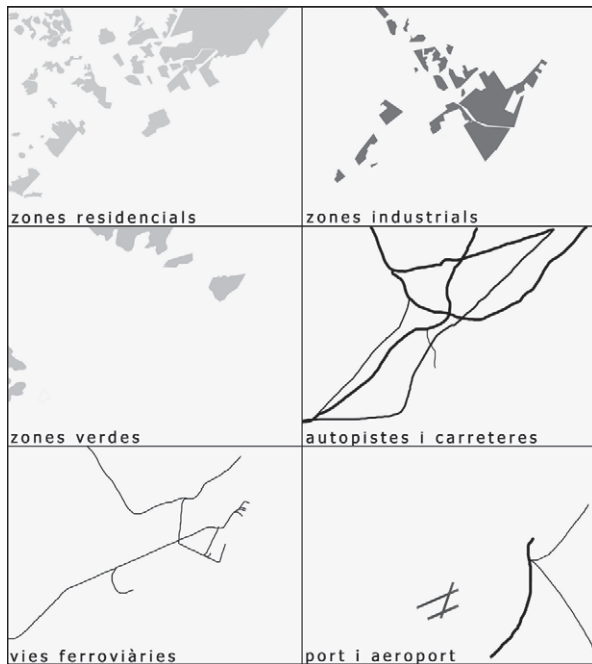 zones residencials
zones industrials
zones verdes
autopistes i carreteres
vies ferroviàries
port i aeroport